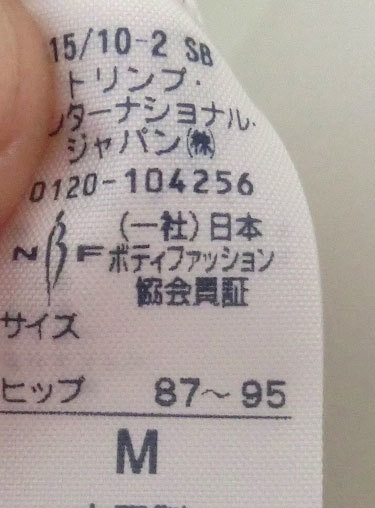 15/10-2 SB
トリンプ・
ンターナショナル・
ジャパン(株)
0120-104256
NBF
(一社)日本
ボディファッション
協会員証
サイズ
ヒップ 87〜95
M